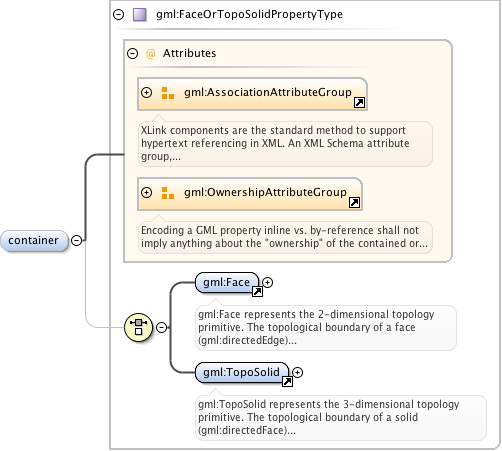 gml:FaceOrTopoSolidPropertyType
@ Attributes
gml:AssociationAttributeGroup
XLink components are the standard method to support
hypertext referencing in XML. An XML Schema attribute
group,...
gml:OwnershipAttributeGroup
Encoding a GML property inline vs. by-reference shall not
imply anything about the "ownership" of the contained or...
container
gml:Face
gml:Face represents the 2-dimensional topology
primitive. The topological boundary of a face
(gml:directedEdge)...
gml:TopoSolid
gml:TopoSolid represents the 3-dimensional topology
primitive. The topological boundary of a solid
(gml:directedFace)...